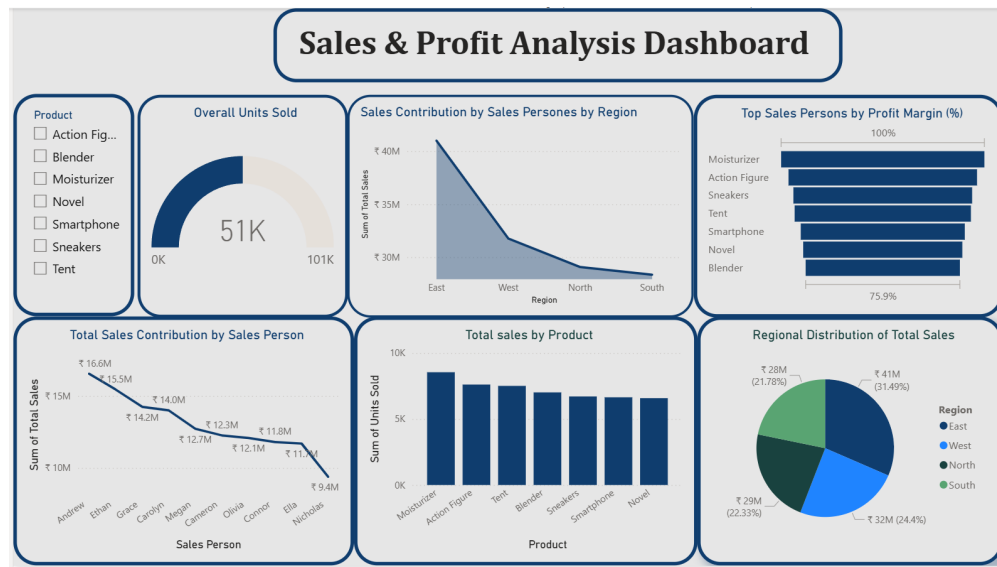 Sales & Profit Analysis Dashboard
Product
Action Fig...
Blender
Moisturizer
Novel
Smartphone
Sneakers
Tent
Overall Units Sold
51K
0K
101K
Sales Contribution by Sales Persones by Region
Sum of Total Sales
₹ 40M
₹ 35M
₹ 30M
East
West
North
South
Region
Top Sales Persons by Profit Margin (%)
100%
Moisturizer
Action Figure
Sneakers
Tent
Smartphone
Novel
Blender
75.9%
Total Sales Contribution by Sales Person
Sum of Total Sales
₹ 15M
₹ 10M
₹ 16.6M
₹ 15.5M
₹ 14.2M
₹ 14.0M
₹ 12.7M
₹ 12.3M
₹ 12.1M
₹ 11.8M
₹ 11.7M
₹ 9.4M
Andrew
Ethan
Grace
Carolyn
Megan
Cameron
Olivia
Connor
Ella
Nicholas
Sales Person
Total sales by Product
Sum of Units Sold
10K
5K
0K
Moisturizer
Action Figure
Tent
Blender
Sneakers
Smartphone
Novel
Product
Regional Distribution of Total Sales
₹ 28M
(21.78%)
₹ 41M
(31.49%)
₹ 29M
(22.33%)
₹ 32M (24.4%)
Region
East
West
North
South